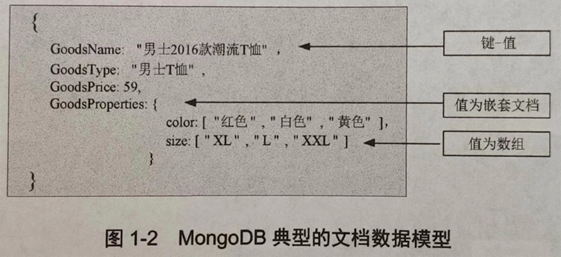 {
GoodsName: "男士2016款潮流T恤" ,
键-值
GoodsType: "男士T恤" ,
GoodsPrice: 59,
GoodsProperties: {
值为嵌套文档
color: [ "红色" , "白色" , "黄色" ],
size: [ "XL" , "L" , "XXL" ]
值为数组
}
}
图 1-2 MongoDB 典型的文档数据模型